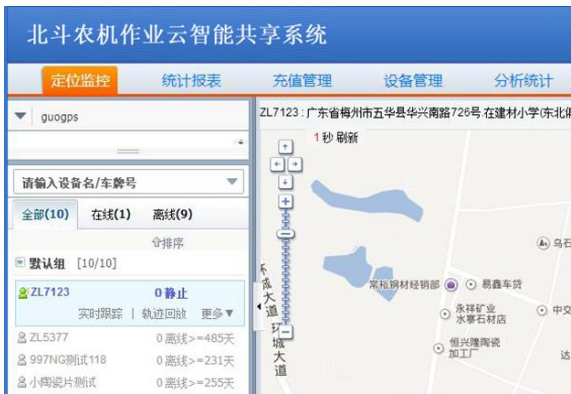 北斗农机作业云智能共享系统
定位监控 统计报表 充值管理 设备管理 分析统计
guogps
请输入设备名/车牌号
全部(10) 在线(1) 离线(9)
排序
默认组 [10/10]
ZL7123 0 静止
实时跟踪 | 轨迹回放 更多▼
ZL5377 0 离线>=485天
997NG测试118 0 离线>=231天
小陶瓷片测试 0 离线>=255天
ZL7123 : 广东省梅州市五华县华兴南路726号.在建材小学(东北
1 秒 刷新
乌石
常裕钢材经销部
易鑫车贷
永祥矿业
水寨石材店
中交
恒兴隆陶瓷
加工厂
达
环城大道
环城大道